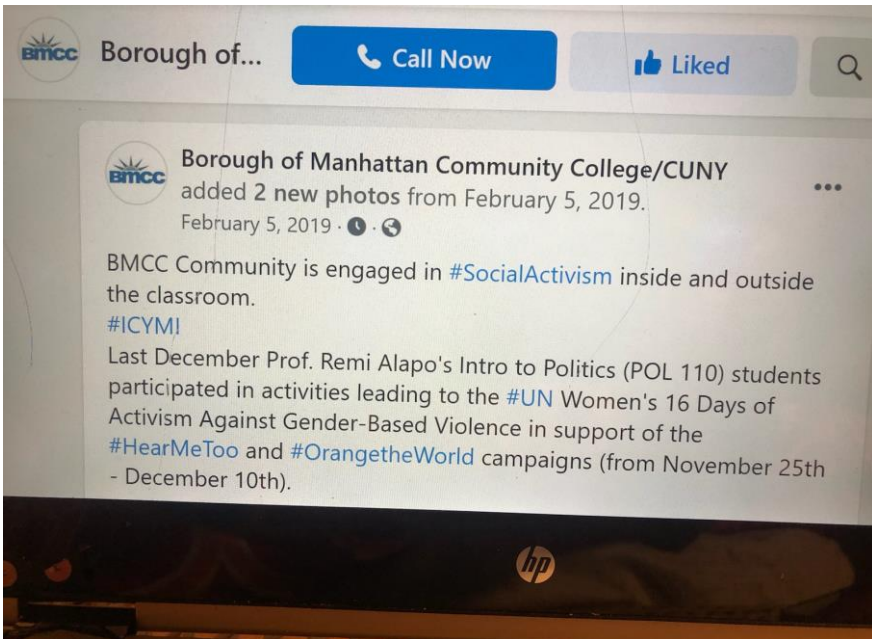 BMCC
Borough of...
Call Now
Liked
BMCC
Borough of Manhattan Community College/CUNY
added 2 new photos from February 5, 2019.
February 5, 2019 ·  ·
BMCC Community is engaged in #SocialActivism inside and outside
the classroom.
#ICYMI
Last December Prof. Remi Alapo's Intro to Politics (POL 110) students
participated in activities leading to the #UN Women's 16 Days of
Activism Against Gender-Based Violence in support of the
#HearMeToo and #OrangetheWorld campaigns (from November 25th
- December 10th).
hp